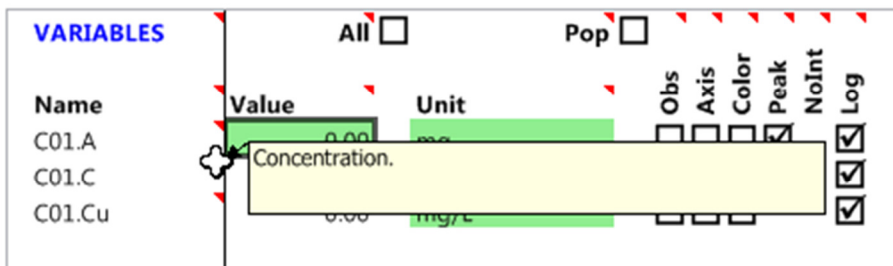 VARIABLES All Pop
Name Value Unit Obs Axis Color Peak NoInt Log
C01.A 0.00 mg
C01.C Concentration.
C01.Cu 0.00 mg/L